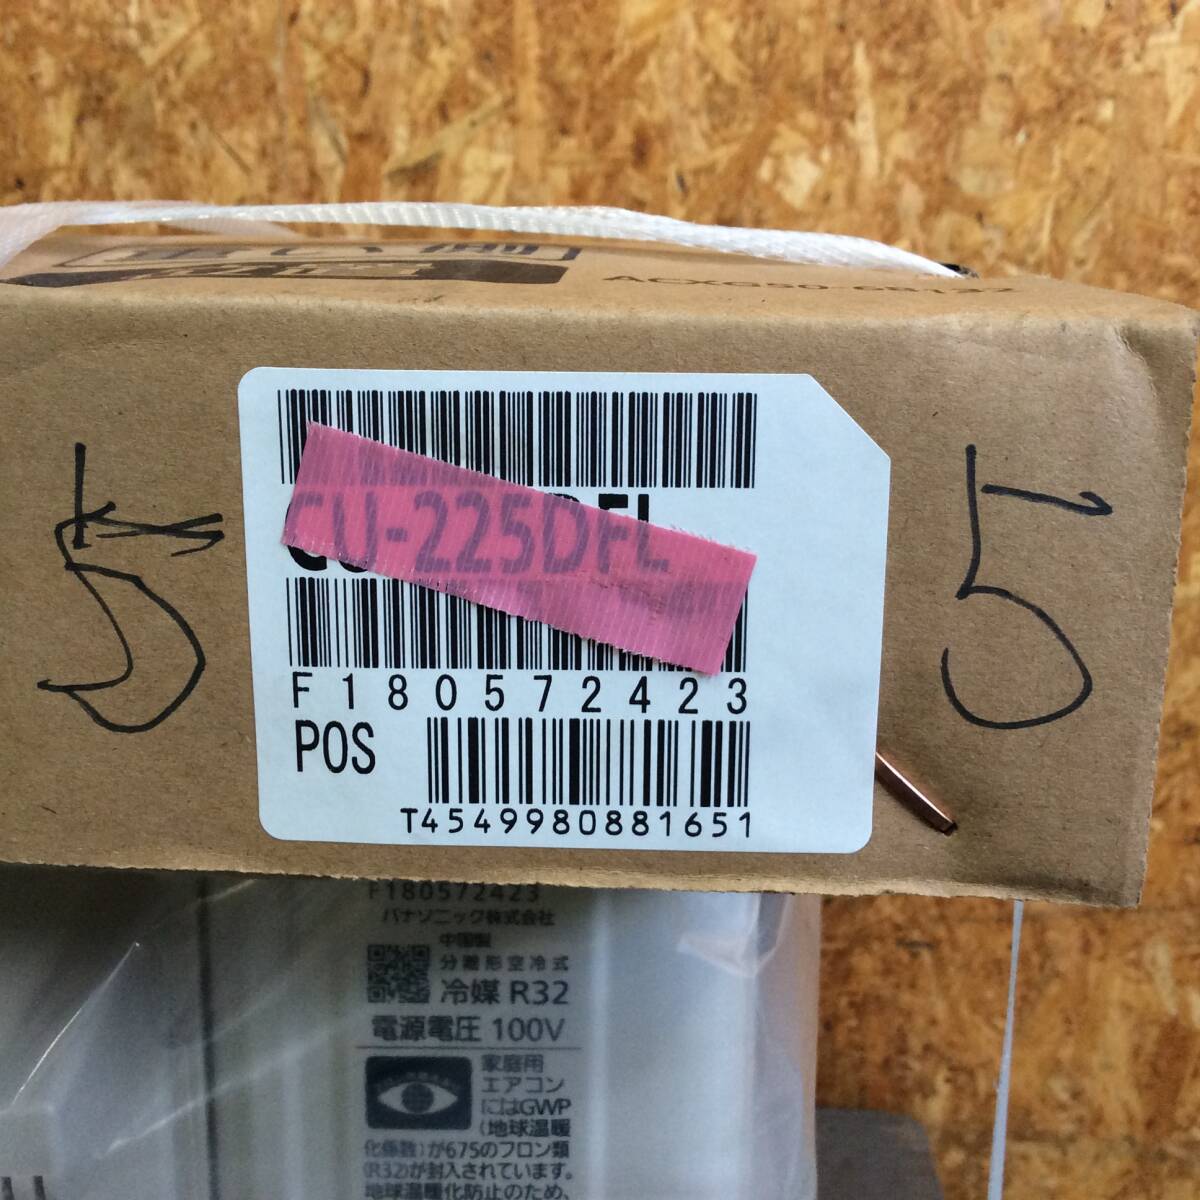 ACXG50-68132
5
5
CU-225DFL
F180572423
POS
T4549980881651
F180572423
パナソニック株式会社
中国製
分離形空冷式
冷媒 R32
電源電圧 100V
家庭用
エアコン
にはGWP
(地球温暖
化係数)が675のフロン類
(R32)が封入されています。
地球温暖化防止のため、